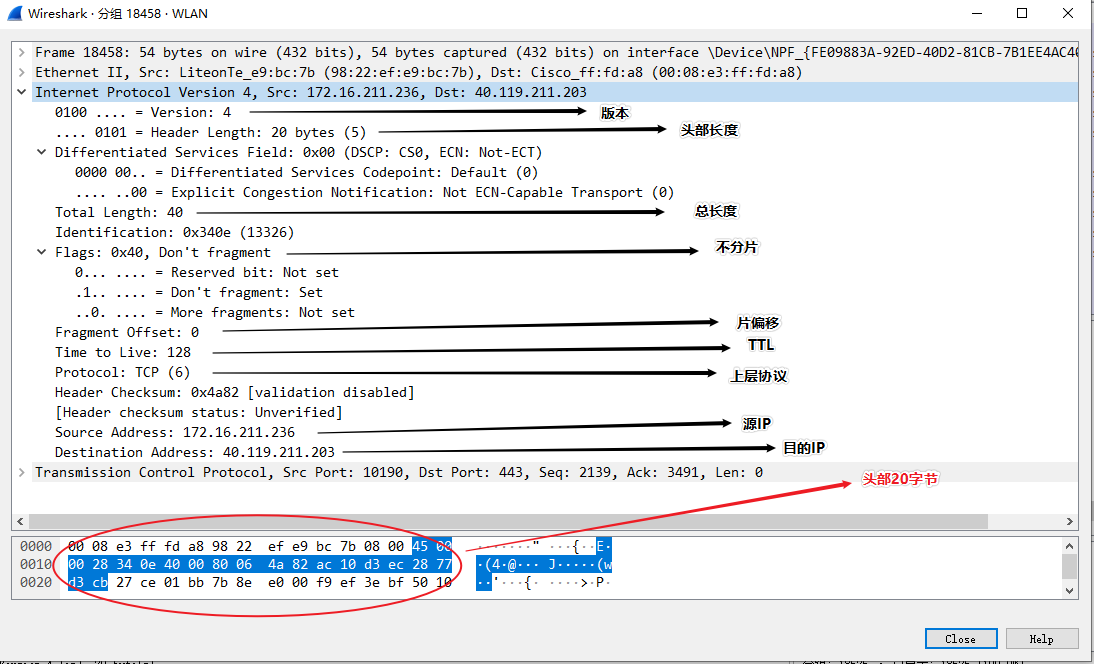 Wireshark · 分组 18458 · WLAN
Frame 18458: 54 bytes on wire (432 bits), 54 bytes captured (432 bits) on interface \Device\NPF_{FE09883A-92ED-40D2-81CB-7B1EE4AC40
Ethernet II, Src: LiteonTe_e9:bc:7b (98:22:ef:e9:bc:7b), Dst: Cisco_ff:fd:a8 (00:08:e3:ff:fd:a8)
Internet Protocol Version 4, Src: 172.16.211.236, Dst: 40.119.211.203
0100 .... = Version: 4 版本
.... 0101 = Header Length: 20 bytes (5) 头部长度
Differentiated Services Field: 0x00 (DSCP: CS0, ECN: Not-ECT)
0000 00.. = Differentiated Services Codepoint: Default (0)
.... ..00 = Explicit Congestion Notification: Not ECN-Capable Transport (0)
Total Length: 40 总长度
Identification: 0x340e (13326)
Flags: 0x40, Don't fragment 不分片
0... .... = Reserved bit: Not set
.1.. .... = Don't fragment: Set
..0. .... = More fragments: Not set
Fragment Offset: 0 片偏移
Time to Live: 128 TTL
Protocol: TCP (6) 上层协议
Header Checksum: 0x4a82 [validation disabled]
[Header checksum status: Unverified]
Source Address: 172.16.211.236 源IP
Destination Address: 40.119.211.203 目的IP
Transmission Control Protocol, Src Port: 10190, Dst Port: 443, Seq: 2139, Ack: 3491, Len: 0
头部20字节
0000 00 08 e3 ff fd a8 98 22 ef e9 bc 7b 08 00 45 00 ·······" ···{··E·
0010 00 28 34 0e 40 00 80 06 4a 82 ac 10 d3 ec 28 77 ·(4·@··· J·····(w
0020 d3 cb 27 ce 01 bb 7b 8e e0 00 f9 ef 3e bf 50 10 ··'···{· ····>·P·
Close Help